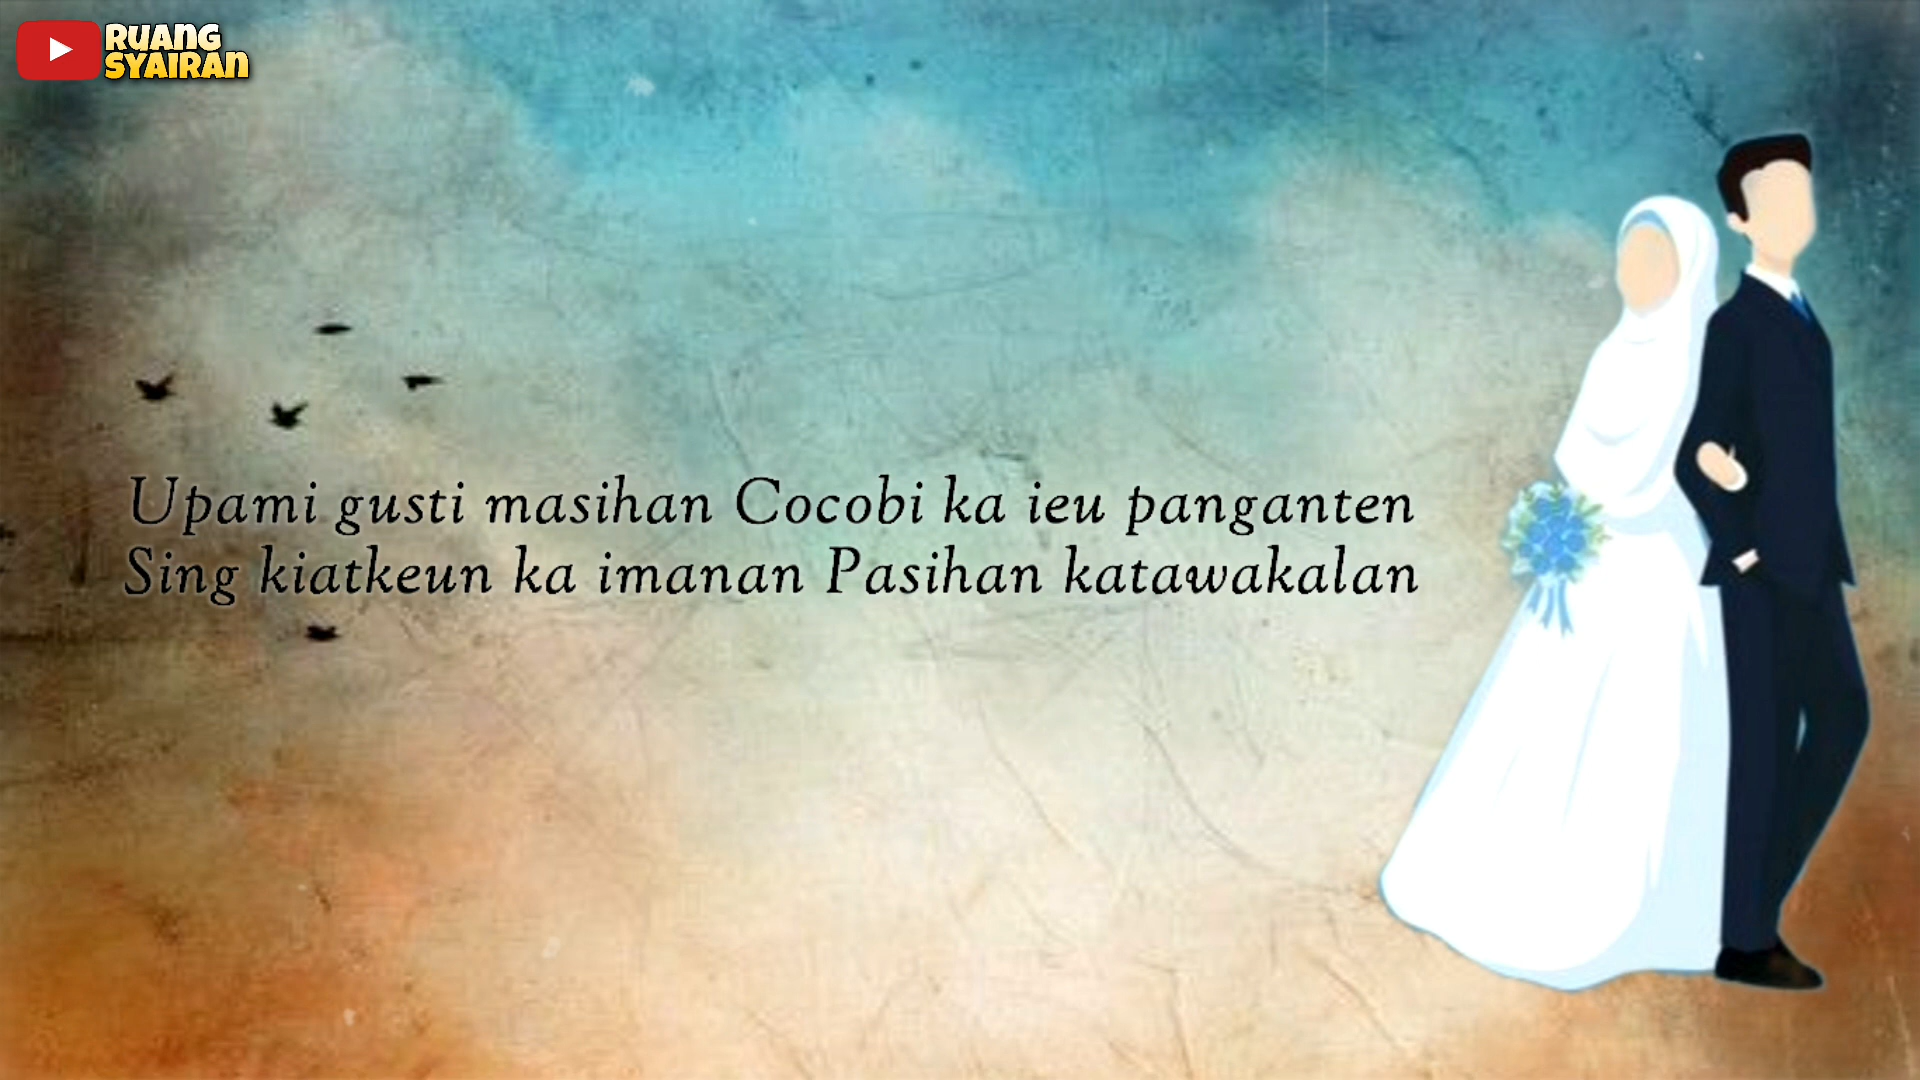 RUANG
SYAIRAN
Upami gusti masihan Cocobi ka ieu panganten
Sing kiatkeun ka imanan Pasihan katawakalan